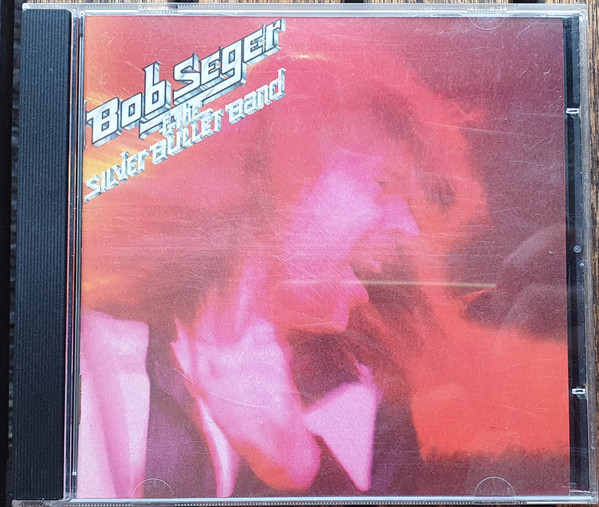 Bob Seger
& the
Silver Bullet Band